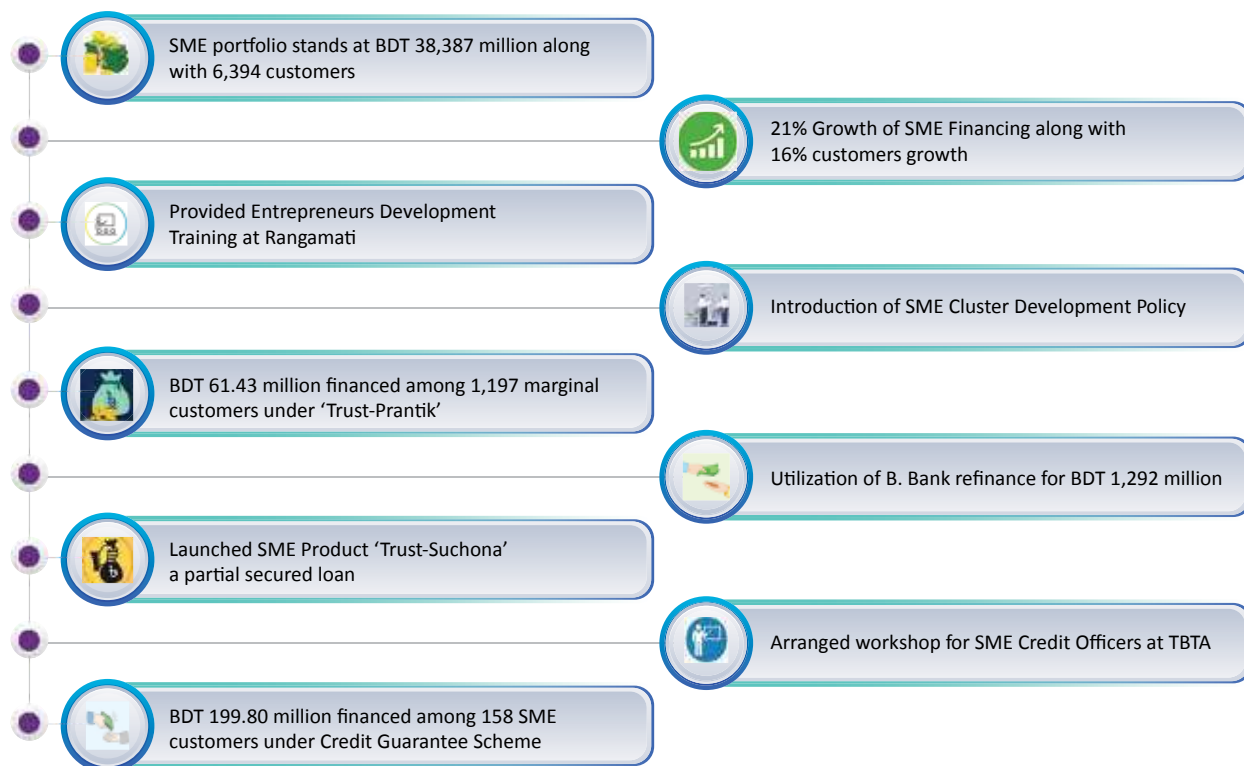 SME portfolio stands at BDT 38,387 million along
with 6,394 customers
21% Growth of SME Financing along with
16% customers growth
Provided Entrepreneurs Development
Training at Rangamati
Introduction of SME Cluster Development Policy
BDT 61.43 million financed among 1,197 marginal
customers under ‘Trust-Prantik’
Utilization of B. Bank refinance for BDT 1,292 million
Launched SME Product ‘Trust-Suchona’
a partial secured loan
Arranged workshop for SME Credit Officers at TBTA
BDT 199.80 million financed among 158 SME
customers under Credit Guarantee Scheme